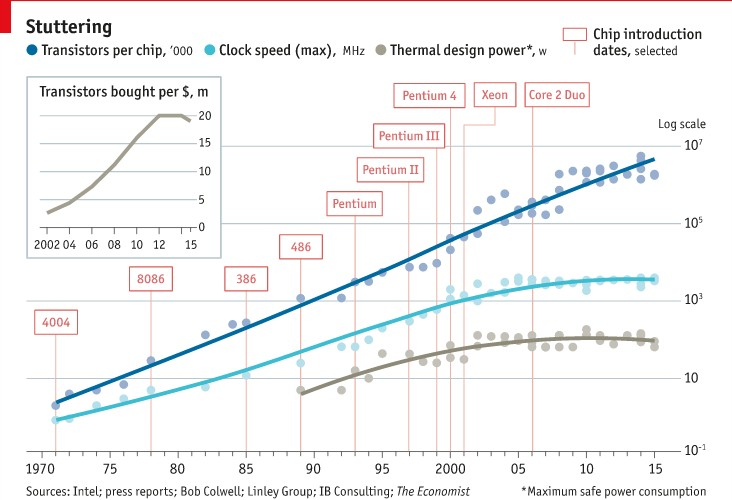 Stuttering
Transistors per chip, '000 Clock speed (max), MHz Thermal design power*, w
Chip introduction
dates, selected
Transistors bought per $, m
20
15
10
5
0
2002 04 06 08 10 12 15
Pentium 4 Xeon Core 2 Duo
Pentium III
Pentium II
Pentium
486
8086 386
4004
Log scale
10⁷
10⁵
10³
10
10⁻¹
1970 75 80 85 90 95 2000 05 10 15
Sources: Intel; press reports; Bob Colwell; Linley Group; IB Consulting; The Economist *Maximum safe power consumption